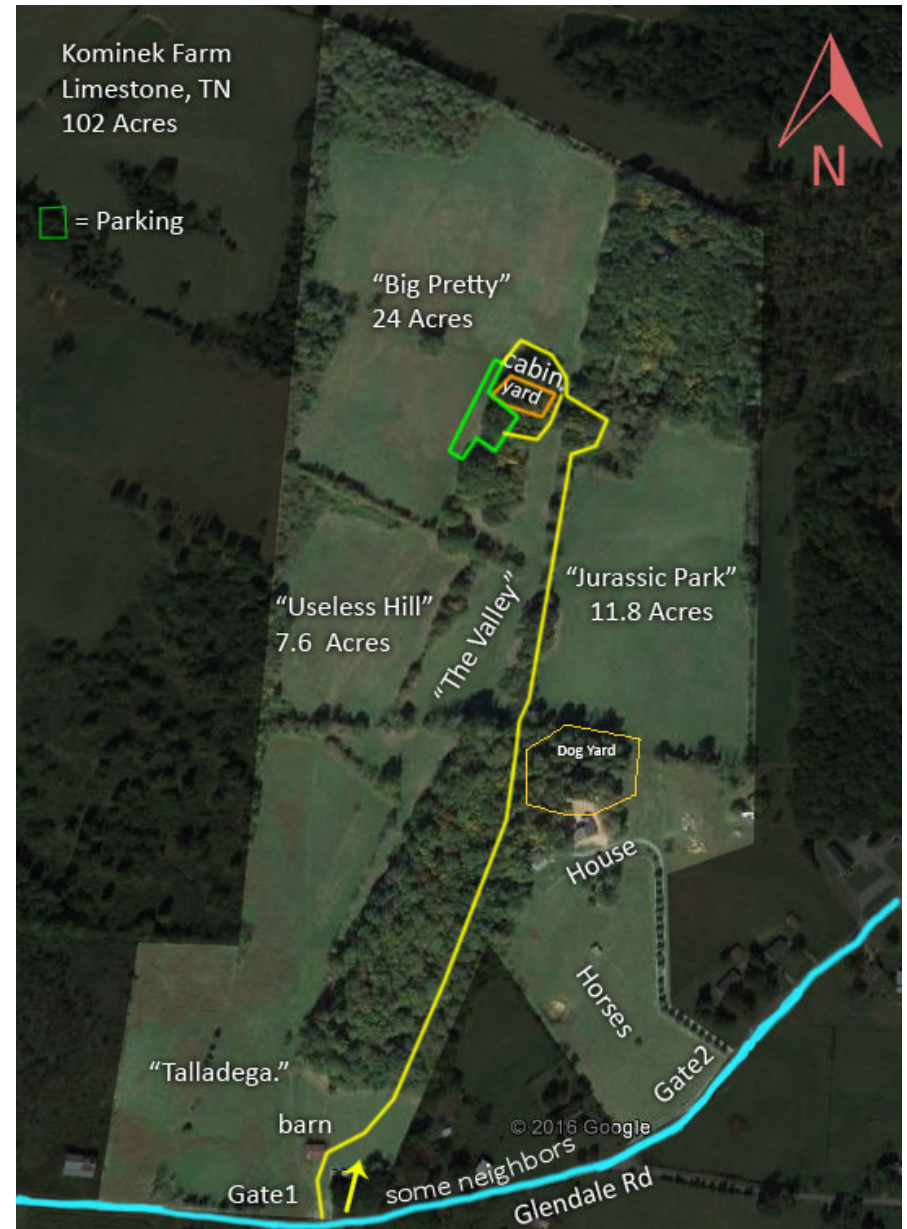 Kominek Farm
Limestone, TN
102 Acres
N
= Parking
“Big Pretty”
24 Acres
cabin
yard
“Jurassic Park”
11.8 Acres
“Useless Hill”
7.6 Acres
“The Valley”
Dog Yard
House
Horses
“Talladega.”
Gate2
barn
© 2016 Google
some neighbors
Gate1
Glendale Rd